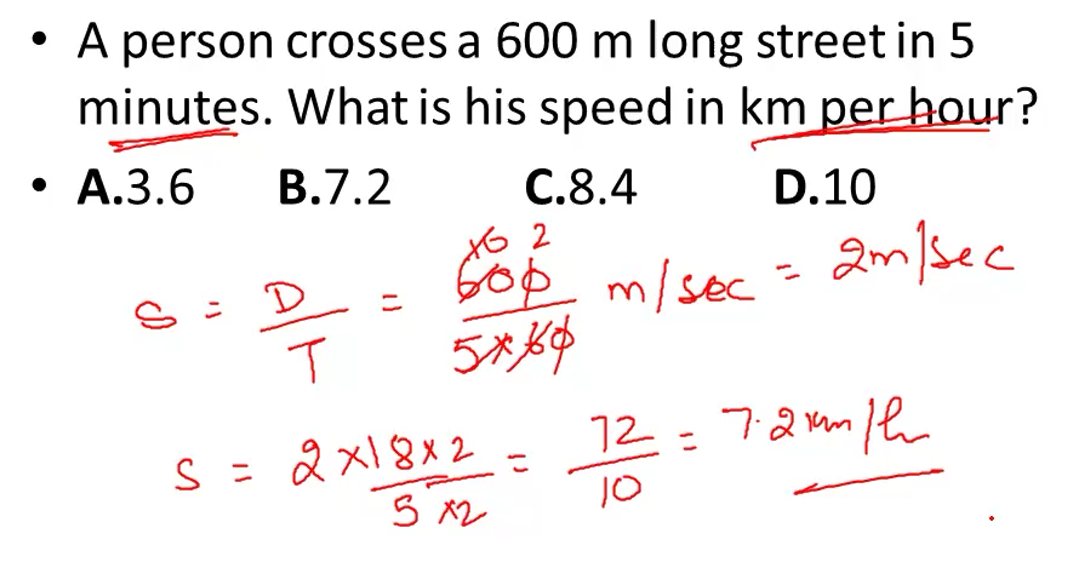 • A person crosses a 600 m long street in 5
minutes. What is his speed in km per hour?
• A.3.6 B.7.2 C.8.4 D.10
10 2
S = D/T = 600/5×60 m/sec = 2m/sec
S = 2×18×2/5×2 = 72/10 = 7.2 km/h